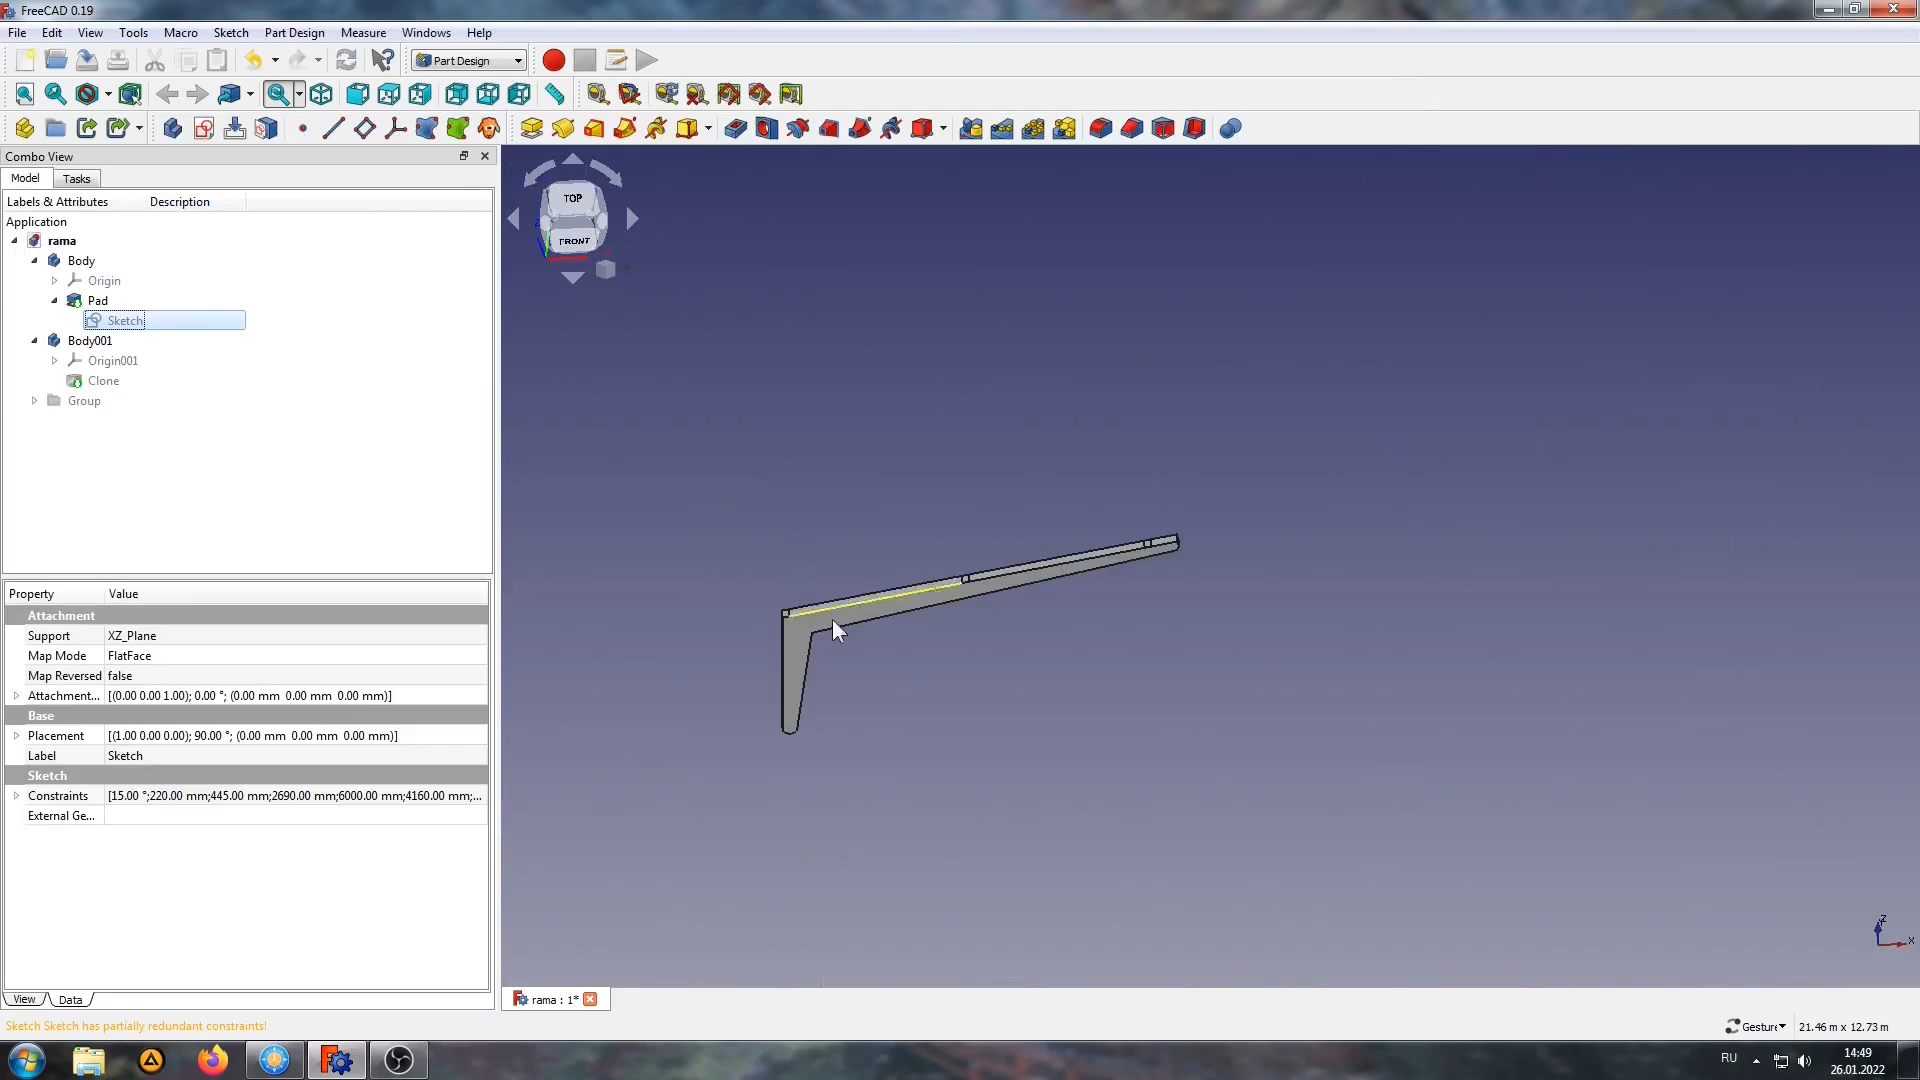 FreeCAD 0.19
File Edit View Tools Macro Sketch Part Design Measure Windows Help
Part Design
Combo View
Model Tasks
Labels & Attributes Description
Application
rama
Body
Origin
Pad
Sketch
Body001
Origin001
Clone
Group
TOP
FRONT
Property Value
Attachment
Support XZ_Plane
Map Mode FlatFace
Map Reversed false
Attachment... [(0.00 0.00 1.00); 0.00 °; (0.00 mm 0.00 mm 0.00 mm)]
Base
Placement [(1.00 0.00 0.00); 90.00 °; (0.00 mm 0.00 mm 0.00 mm)]
Label Sketch
Sketch
Constraints [15.00 °;220.00 mm;445.00 mm;2690.00 mm;6000.00 mm;4160.00 mm;...
External Ge...
Z
X
View Data
rama : 1*
Sketch Sketch has partially redundant constraints!
Gesture 21.46 m x 12.73 m
RU
14:49
26.01.2022